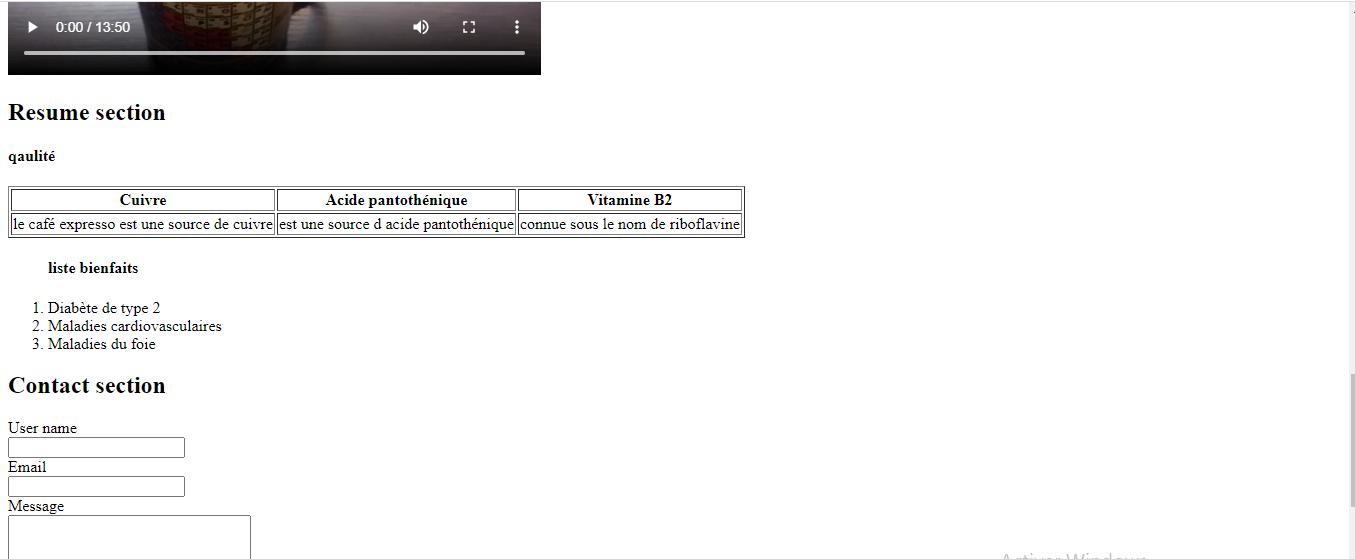 0:00 / 13:50
Resume section
qaulité
Cuivre Acide pantothénique Vitamine B2
le café expresso est une source de cuivre est une source d acide pantothénique connue sous le nom de riboflavine
liste bienfaits
1. Diabète de type 2
2. Maladies cardiovasculaires
3. Maladies du foie
Contact section
User name
Email
Message
Activer Windows